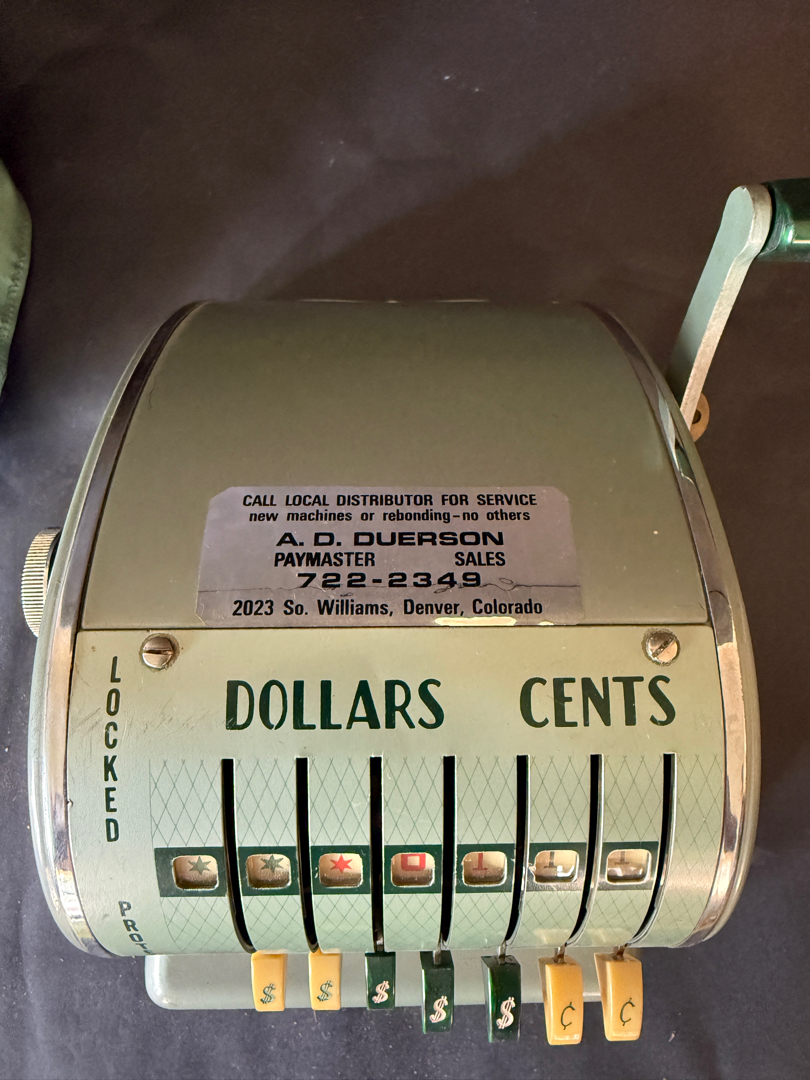 CALL LOCAL DISTRIBUTOR FOR SERVICE
new machines or rebonding-no others
A. D. DUERSON
PAYMASTER SALES
722-2349
2023 So. Williams, Denver, Colorado
LOCKED
DOLLARS CENTS
$ $ $ $ $ ¢ ¢